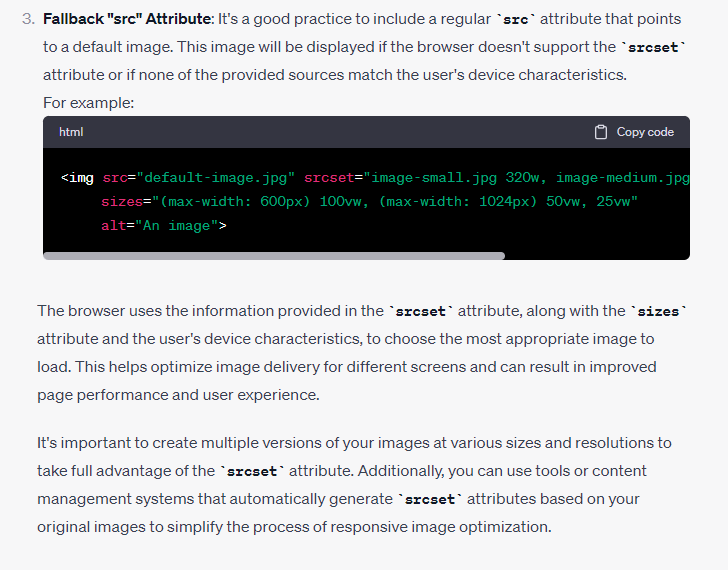 3. Fallback "src" Attribute: It's a good practice to include a regular `src` attribute that points
to a default image. This image will be displayed if the browser doesn't support the `srcset`
attribute or if none of the provided sources match the user's device characteristics.
For example:
html Copy code
<img src="default-image.jpg" srcset="image-small.jpg 320w, image-medium.jpg
sizes="(max-width: 600px) 100vw, (max-width: 1024px) 50vw, 25vw"
alt="An image">
The browser uses the information provided in the `srcset` attribute, along with the `sizes`
attribute and the user's device characteristics, to choose the most appropriate image to
load. This helps optimize image delivery for different screens and can result in improved
page performance and user experience.
It's important to create multiple versions of your images at various sizes and resolutions to
take full advantage of the `srcset` attribute. Additionally, you can use tools or content
management systems that automatically generate `srcset` attributes based on your
original images to simplify the process of responsive image optimization.